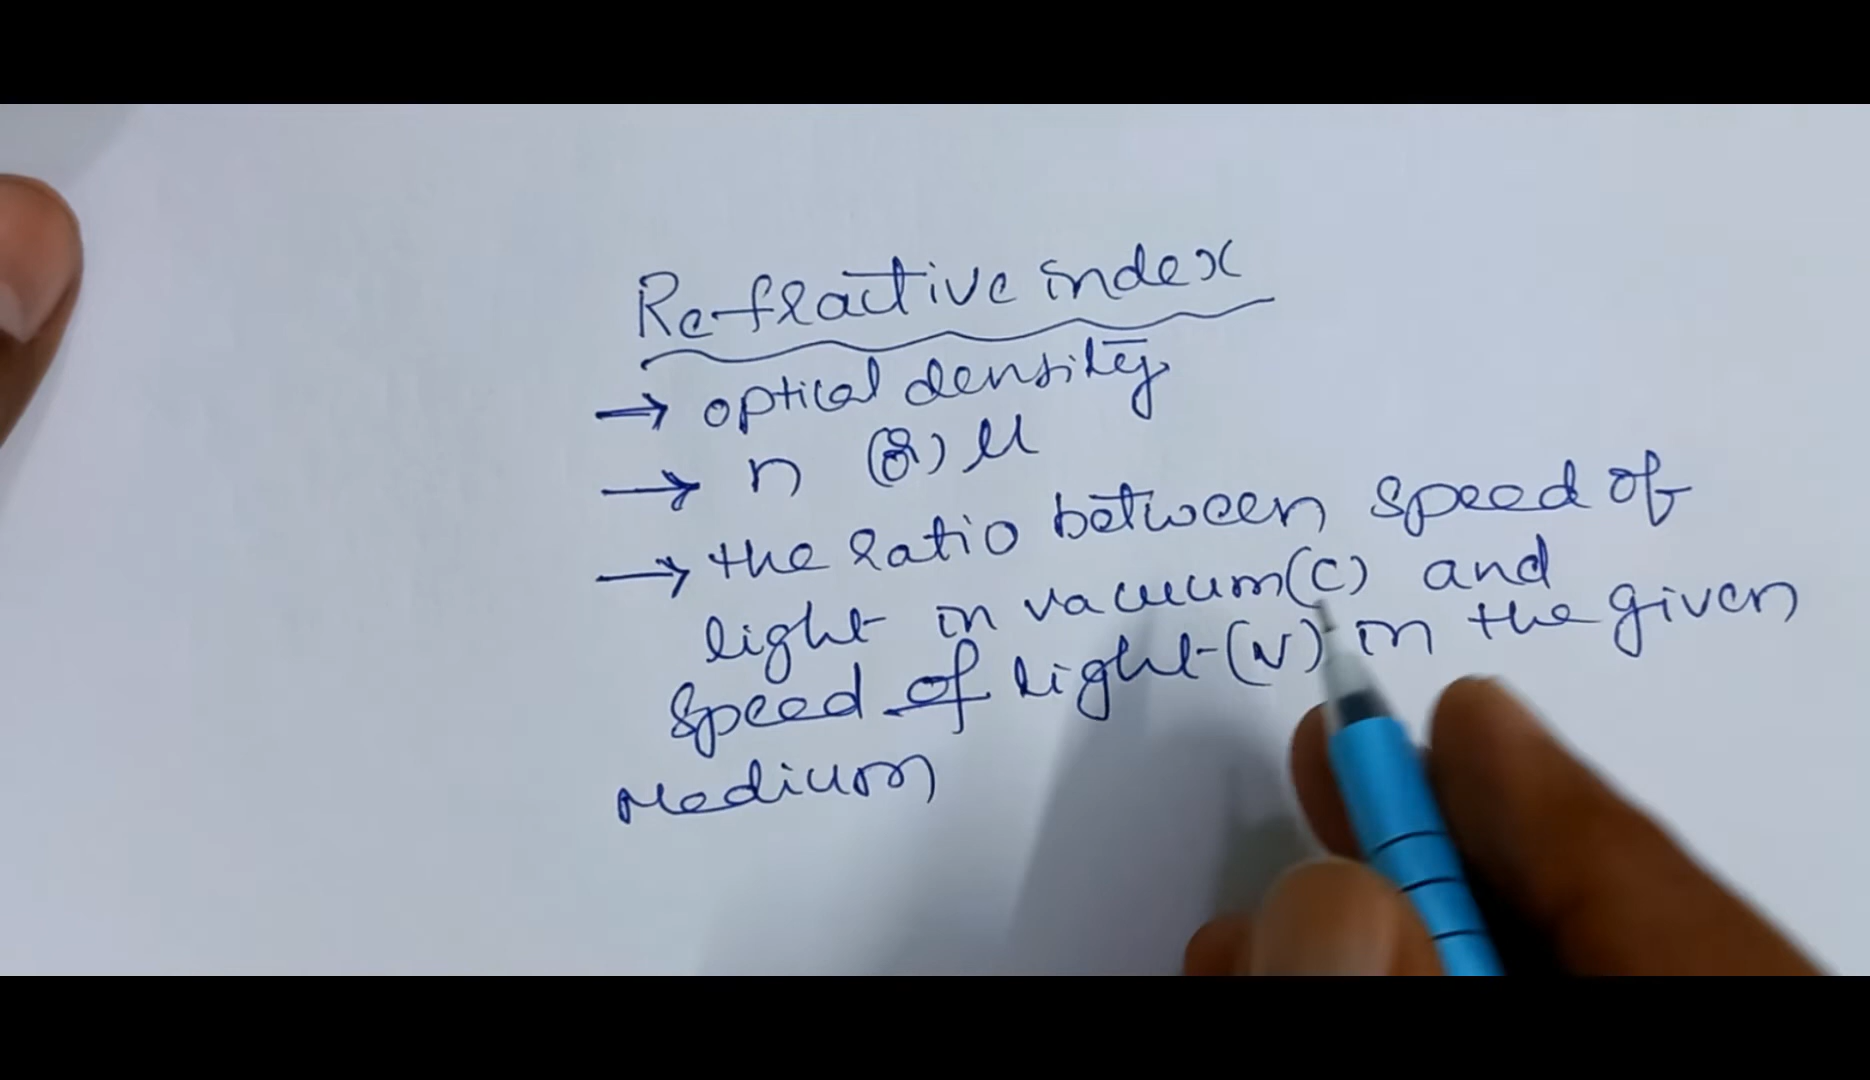 Refractive index
→ optical density
→ n (or) μ
→ the ratio between speed of
light in vacuum(c) and
speed of light (v) in the given
medium